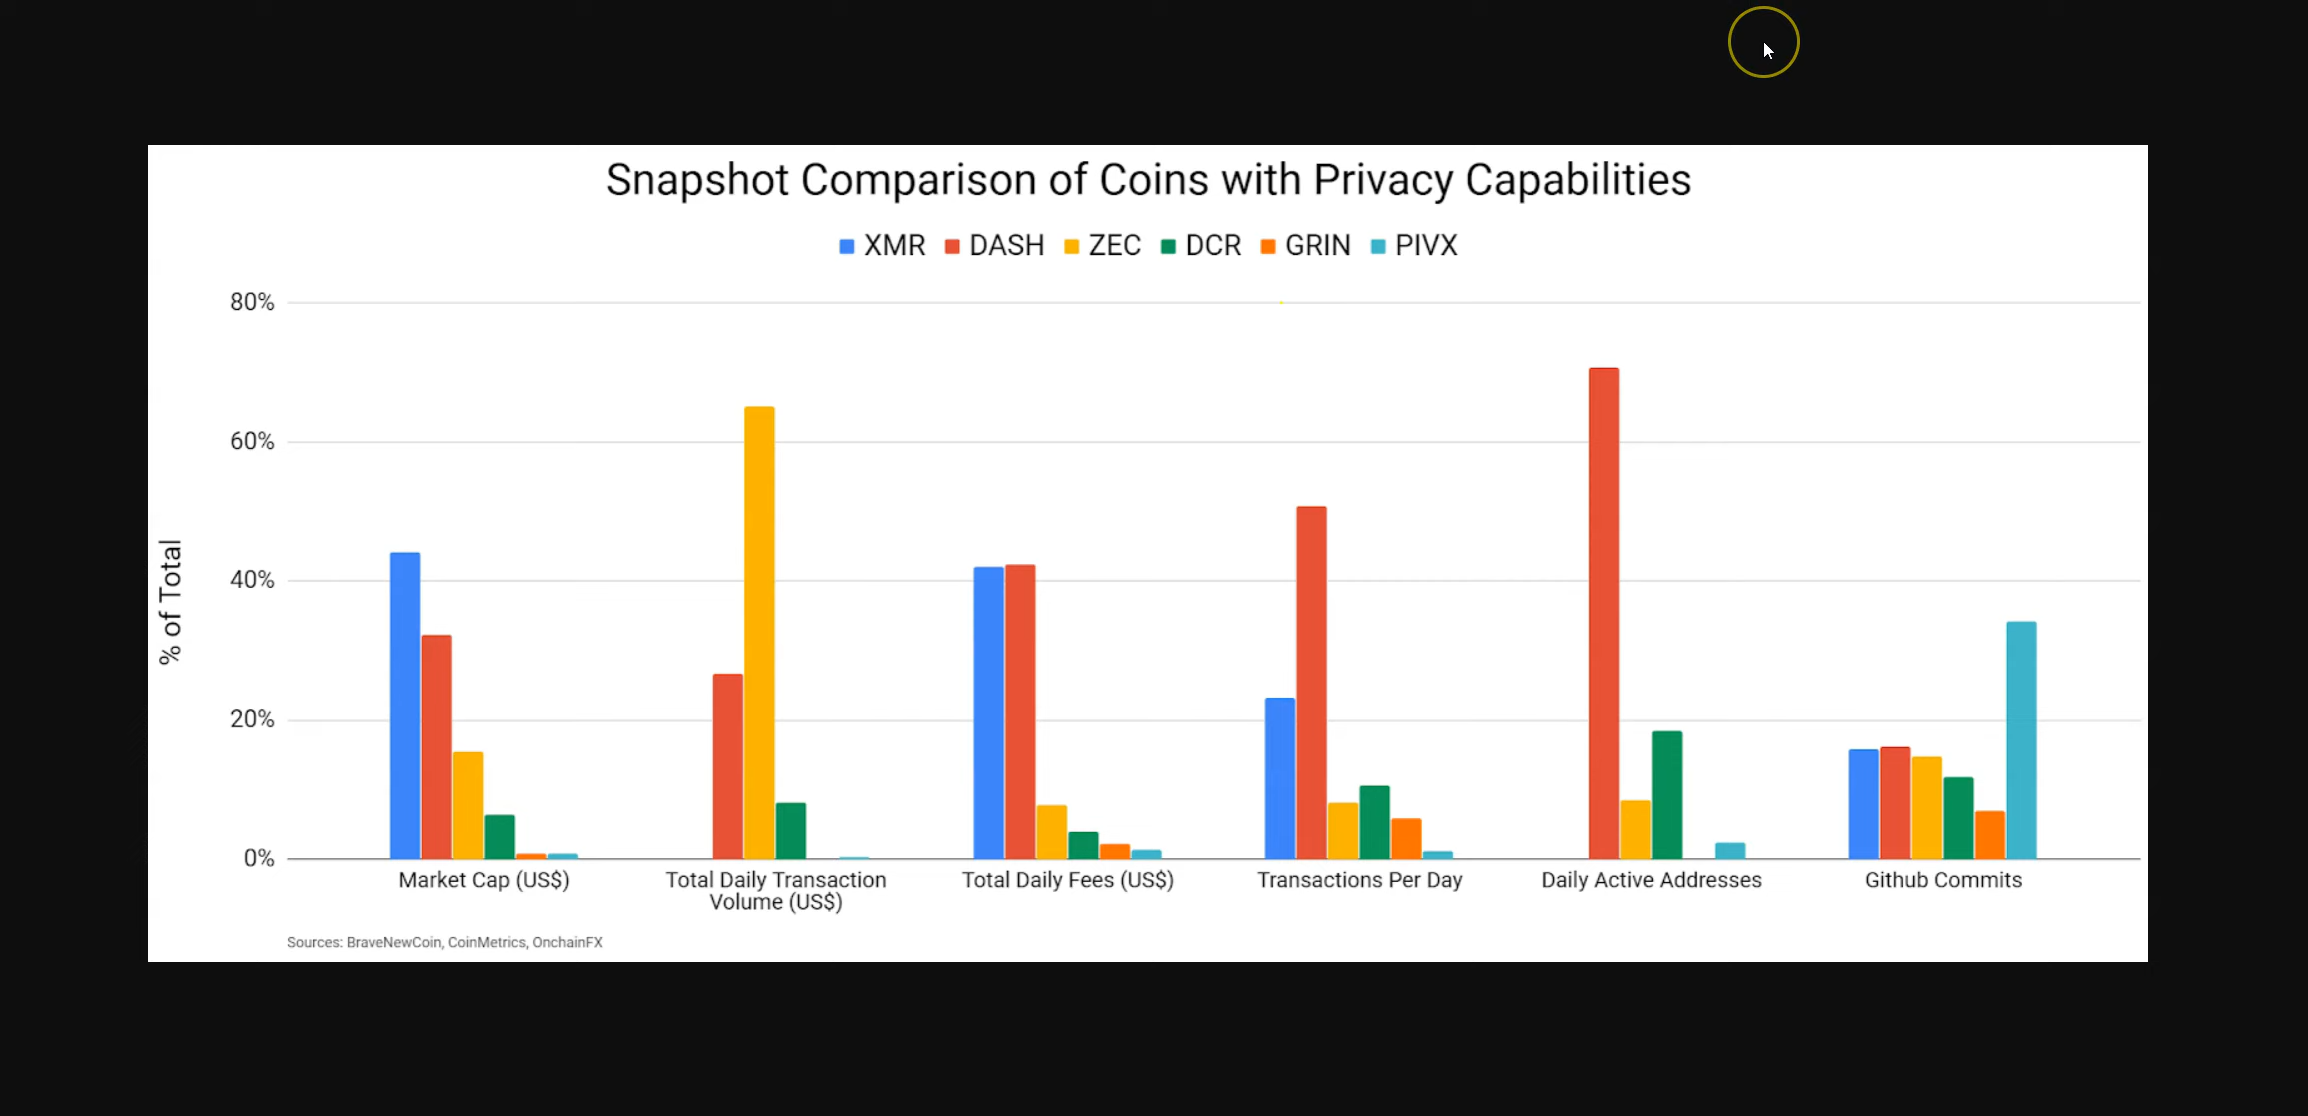 Snapshot Comparison of Coins with Privacy Capabilities
XMR DASH ZEC DCR GRIN PIVX
80%
60%
40%
20%
0%
% of Total
Market Cap (US$)
Total Daily Transaction
Volume (US$)
Total Daily Fees (US$)
Transactions Per Day
Daily Active Addresses
Github Commits
Sources: BraveNewCoin, CoinMetrics, OnchainFX